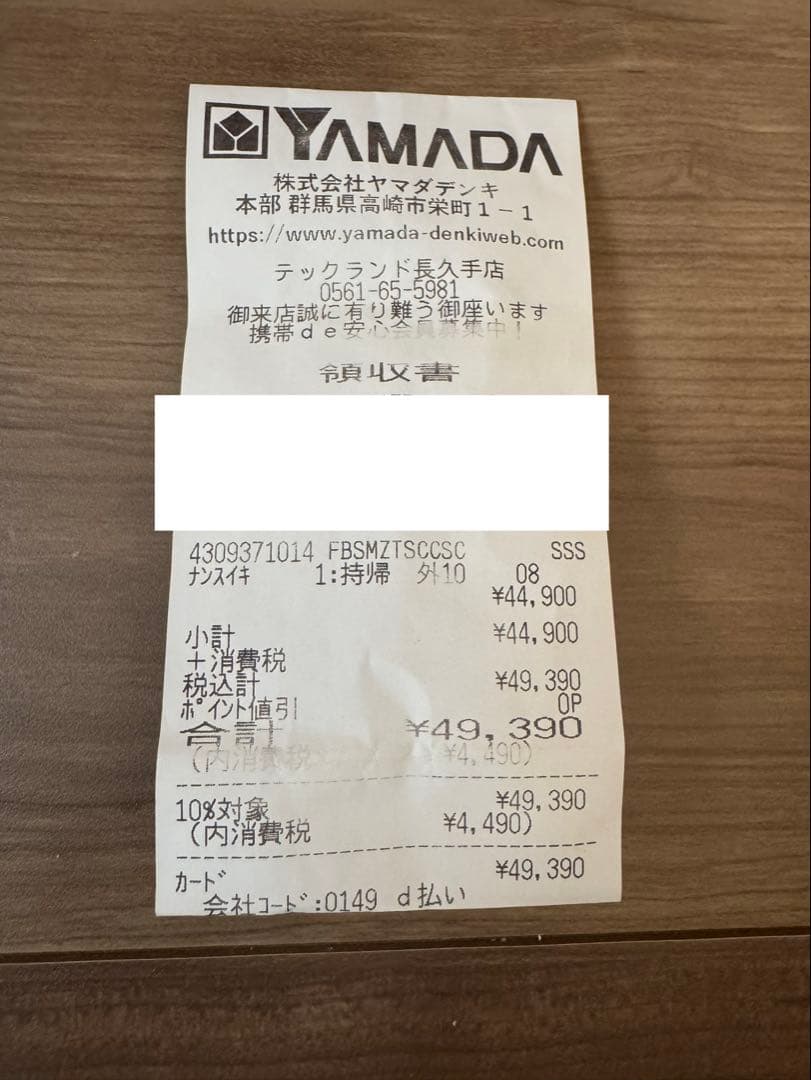 YAMADA
株式会社ヤマダデンキ
本部 群馬県高崎市栄町1-1
https://www.yamada-denkiweb.com
テックランド長久手店
0561-65-5981
御来店誠に有り難う御座います
携帯de安心会員募集中!
領収書
4309371014 FBSMZTSCCSC SSS
ナンスイキ 1:持帰 外10 08
¥44,900
小計 ¥44,900
+消費税
税込計 ¥49,390
ポイント値引 0P
合計 ¥49,390
(内消費税 ¥4,490)
10%対象 ¥49,390
(内消費税 ¥4,490)
カード ¥49,390
会社コード:0149 d払い